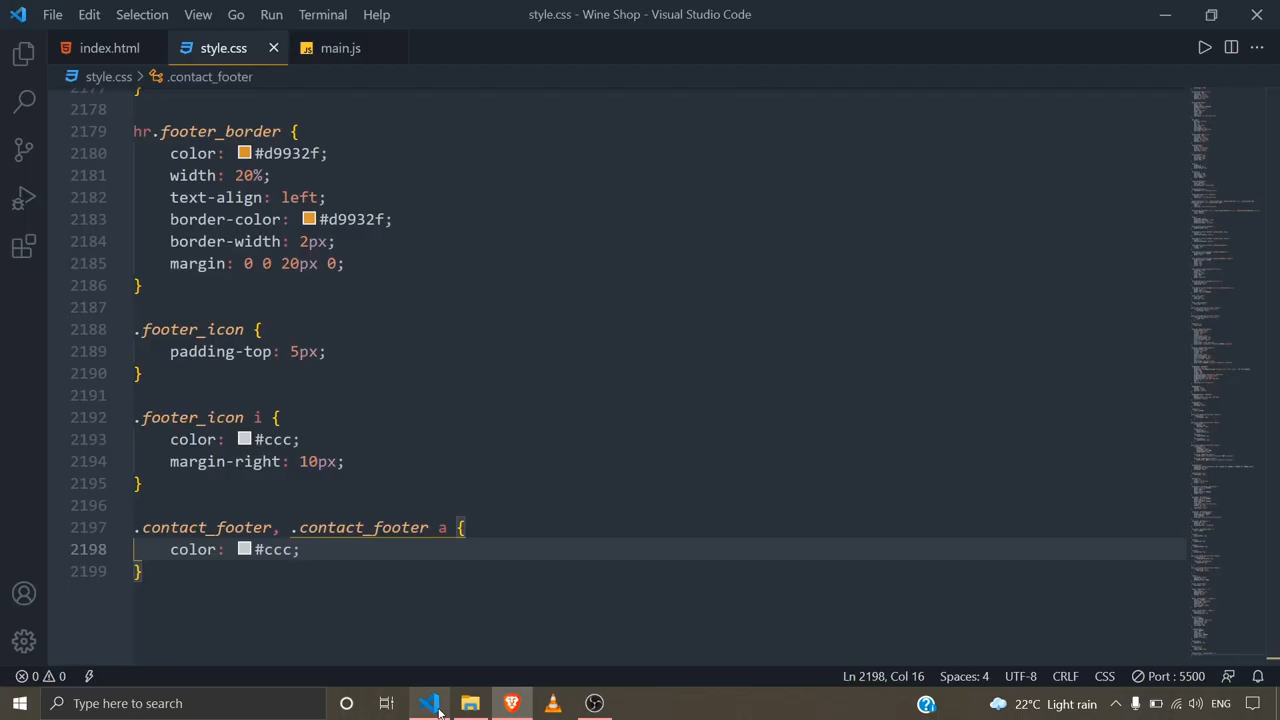 File Edit Selection View Go Run Terminal Help style.css - Wine Shop - Visual Studio Code
index.html style.css JS main.js
style.css > .contact_footer
2177 }
2178
2179 hr.footer_border {
2180 color: #d9932f;
2181 width: 20%;
2182 text-align: left;
2183 border-color: #d9932f;
2184 border-width: 2px;
2185 margin: 0 0 20px 0;
2186 }
2187
2188 .footer_icon {
2189 padding-top: 5px;
2190 }
2191
2192 .footer_icon i {
2193 color: #ccc;
2194 margin-right: 10px;
2195 }
2196
2197 .contact_footer, .contact_footer a {
2198 color: #ccc;
2199 }
0 0 Ln 2198, Col 16 Spaces: 4 UTF-8 CRLF CSS Port : 5500
Type here to search 22°C Light rain ENG